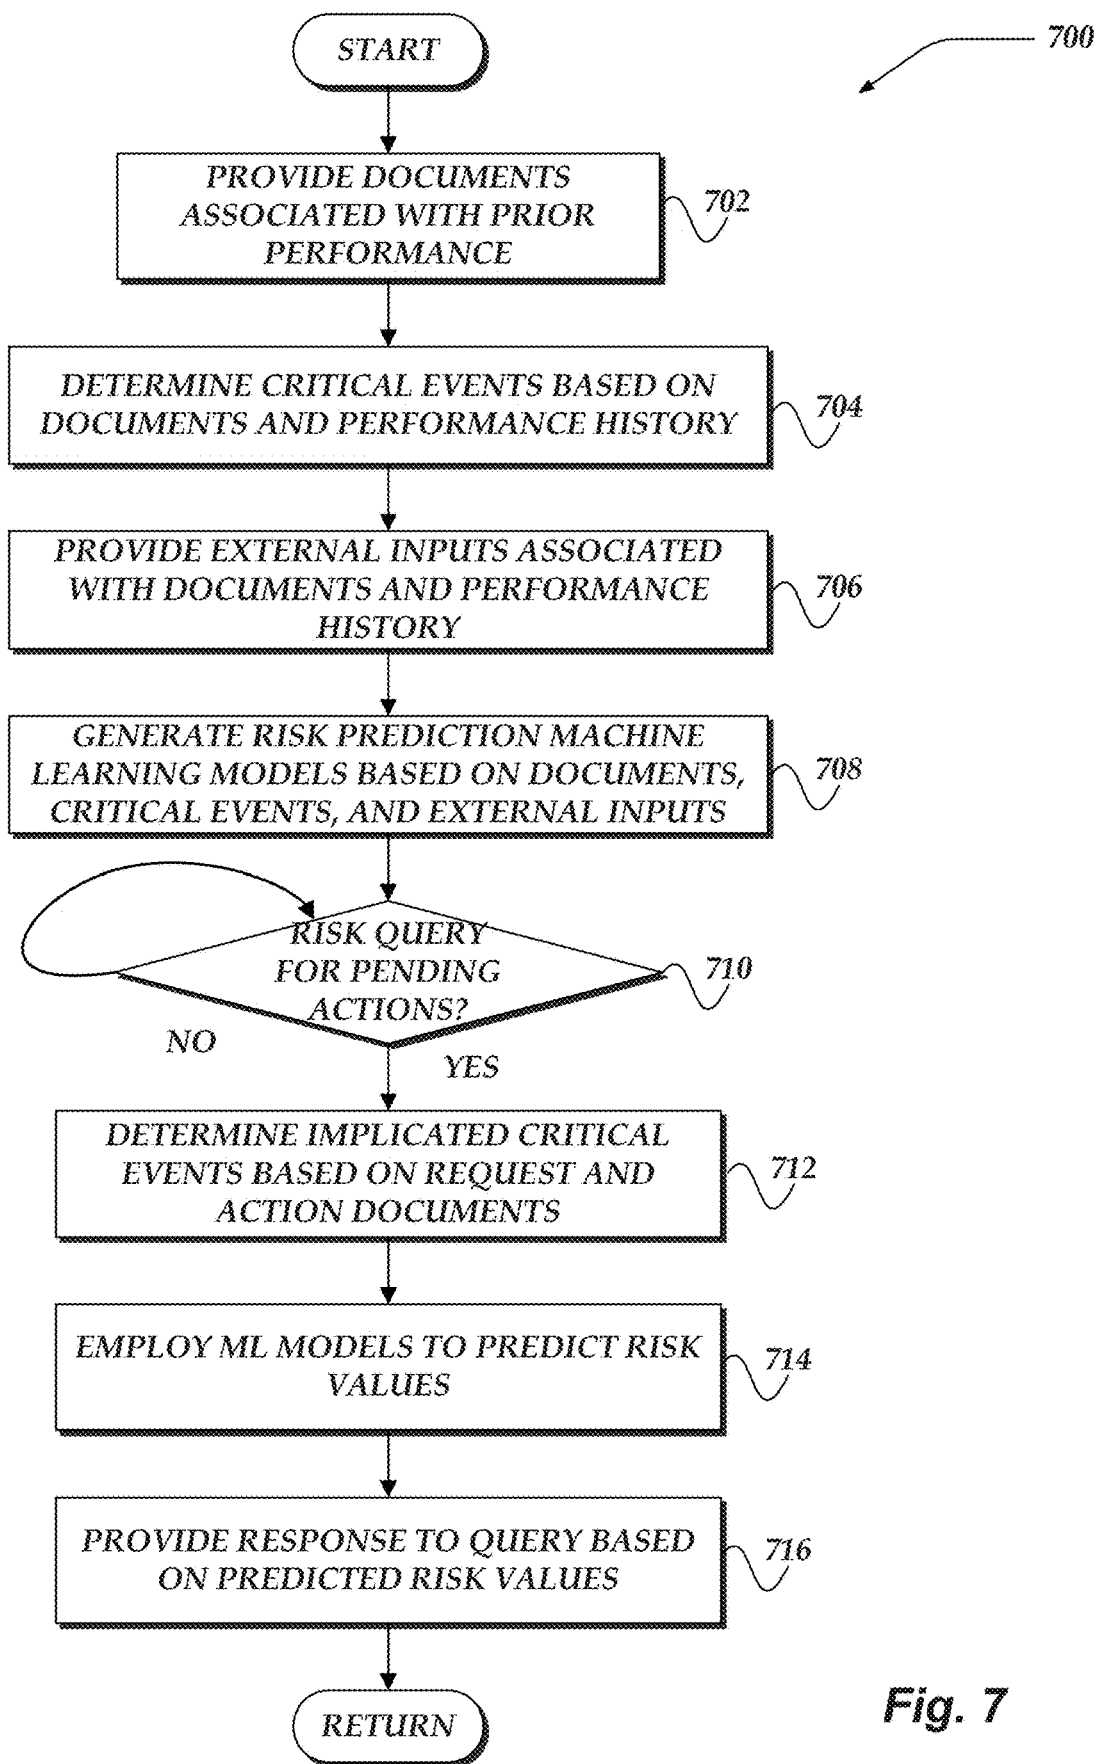 START
700
PROVIDE DOCUMENTS
ASSOCIATED WITH PRIOR
PERFORMANCE
702
DETERMINE CRITICAL EVENTS BASED ON
DOCUMENTS AND PERFORMANCE HISTORY
704
PROVIDE EXTERNAL INPUTS ASSOCIATED
WITH DOCUMENTS AND PERFORMANCE
HISTORY
706
GENERATE RISK PREDICTION MACHINE
LEARNING MODELS BASED ON DOCUMENTS,
CRITICAL EVENTS, AND EXTERNAL INPUTS
708
RISK QUERY
FOR PENDING
ACTIONS?
710
NO
YES
DETERMINE IMPLICATED CRITICAL
EVENTS BASED ON REQUEST AND
ACTION DOCUMENTS
712
EMPLOY ML MODELS TO PREDICT RISK
VALUES
714
PROVIDE RESPONSE TO QUERY BASED
ON PREDICTED RISK VALUES
716
RETURN
Fig. 7